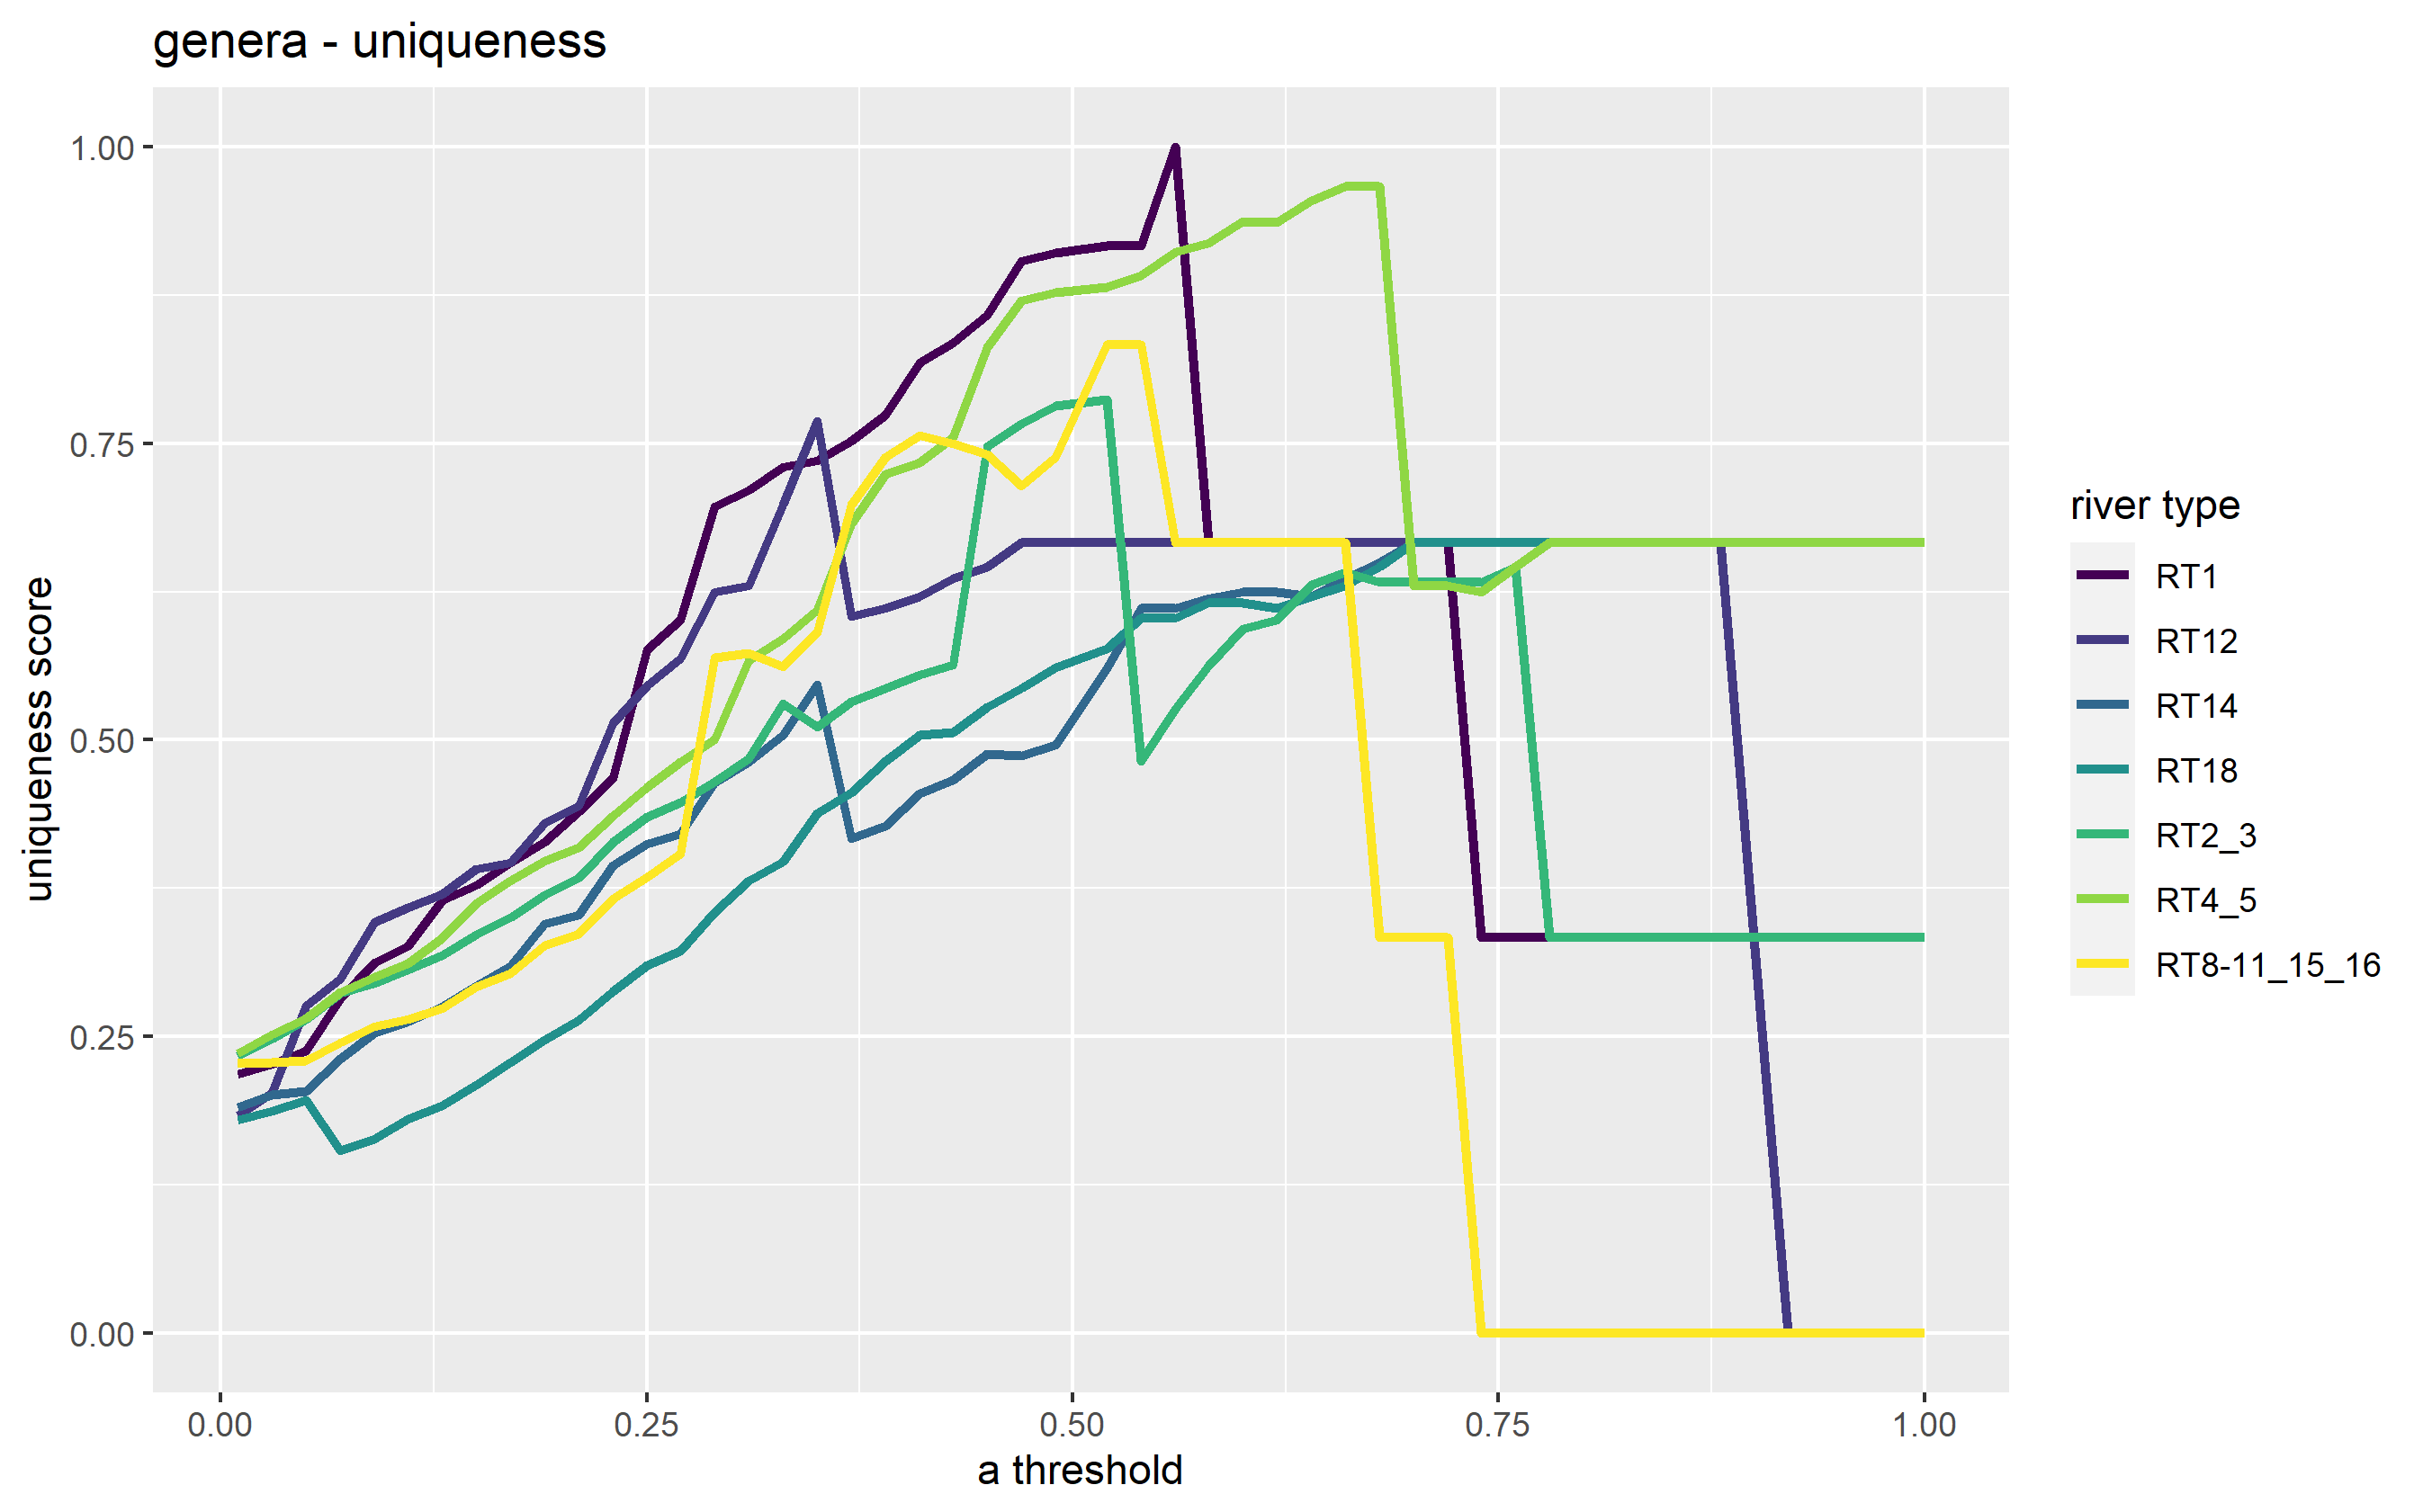 genera - uniqueness
uniqueness score
1.00
0.75
0.50
0.25
0.00
0.00 0.25 0.50 0.75 1.00
a threshold
river type
RT1
RT12
RT14
RT18
RT2_3
RT4_5
RT8-11_15_16